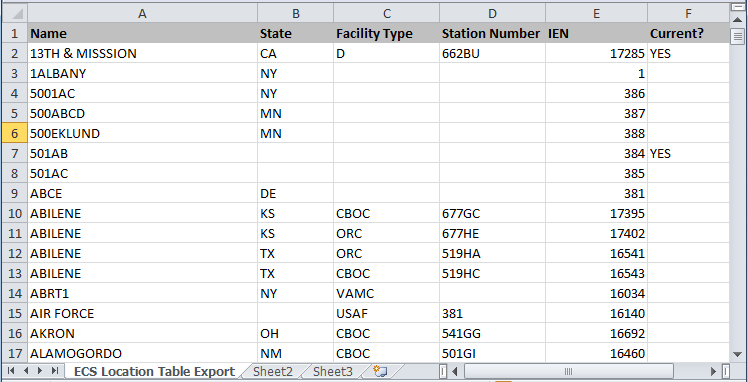 A B C D E F
1 Name State Facility Type Station Number IEN Current?
2 13TH & MISSSION CA D 662BU 17285 YES
3 1ALBANY NY 1
4 5001AC NY 386
5 500ABCD MN 387
6 500EKLUND MN 388
7 501AB 384 YES
8 501AC 385
9 ABCE DE 381
10 ABILENE KS CBOC 677GC 17395
11 ABILENE KS ORC 677HE 17402
12 ABILENE TX ORC 519HA 16541
13 ABILENE TX CBOC 519HC 16543
14 ABRT1 NY VAMC 16034
15 AIR FORCE USAF 381 16140
16 AKRON OH CBOC 541GG 16692
17 ALAMOGORDO NM CBOC 501GI 16460
ECS Location Table Export Sheet2 Sheet3